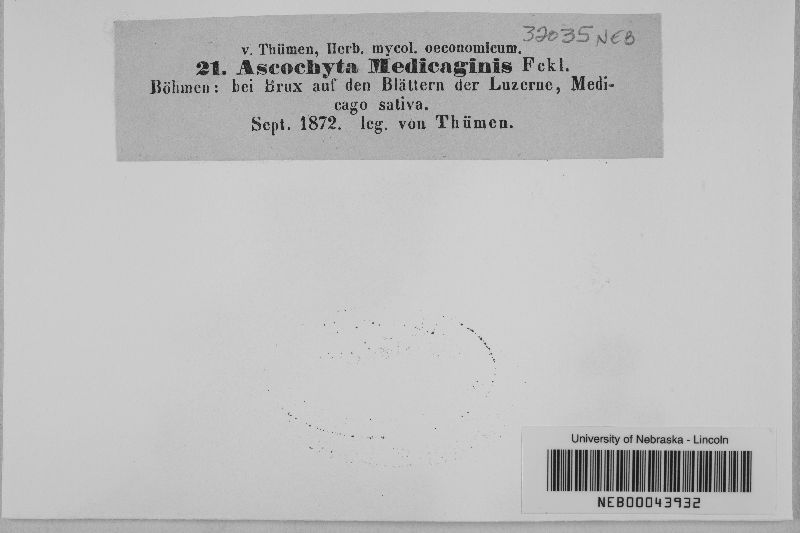 32035 NEB
v. Thümen, Herb. mycol. oeconomicum.
21. Ascochyta Medicaginis Fckl.
Böhmen: bei Brux auf den Blättern der Luzerne, Medi-
cago sativa.
Sept. 1872. leg. von Thümen.
University of Nebraska - Lincoln
NEB00043932